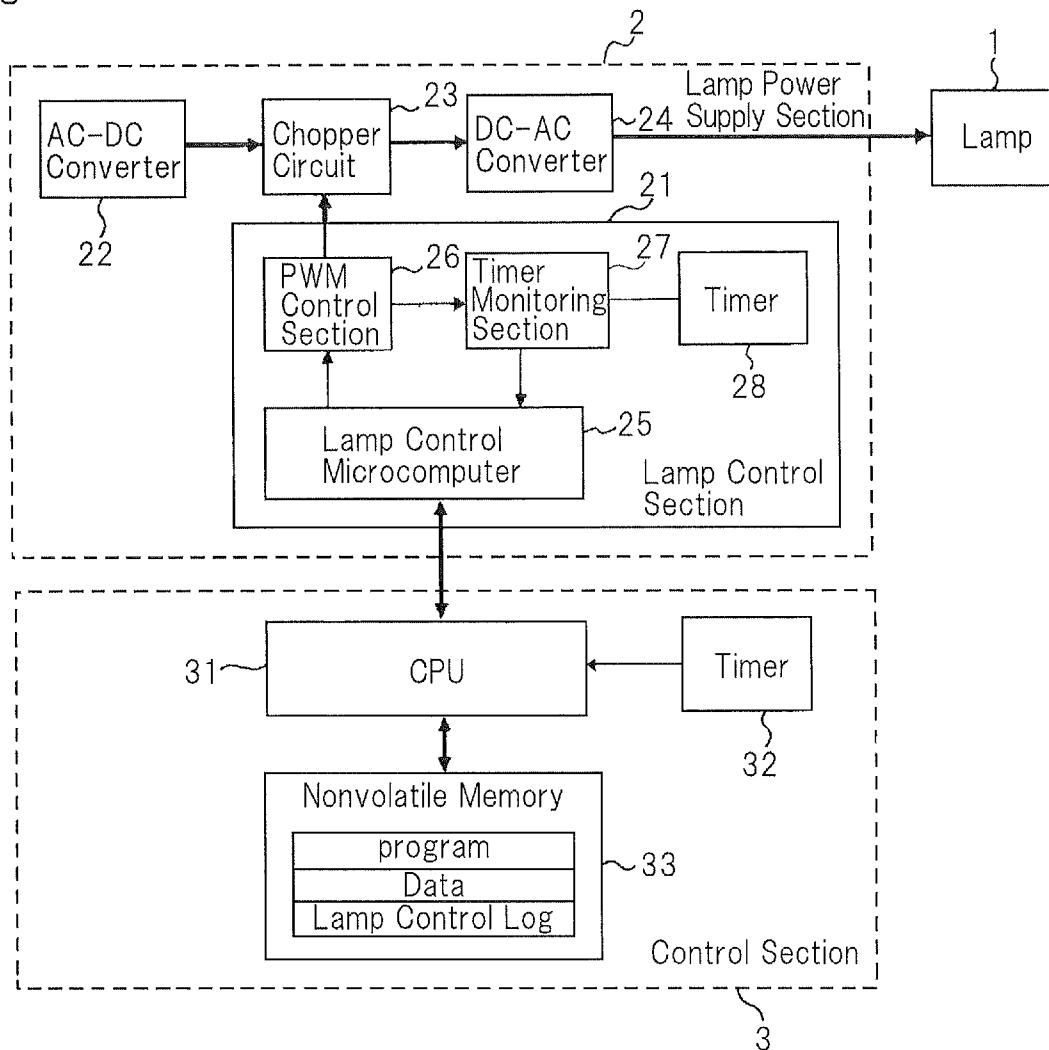 2
1
23
Lamp Power
Supply Section
AC-DC
Converter
Chopper
Circuit
DC-AC
Converter
24
Lamp
22
21
PWM
Control
Section
26
Timer
Monitoring
Section
27
Timer
28
Lamp Control
Microcomputer
25
Lamp Control
Section
31
CPU
Timer
32
Nonvolatile Memory
program
Data
Lamp Control Log
33
Control Section
3